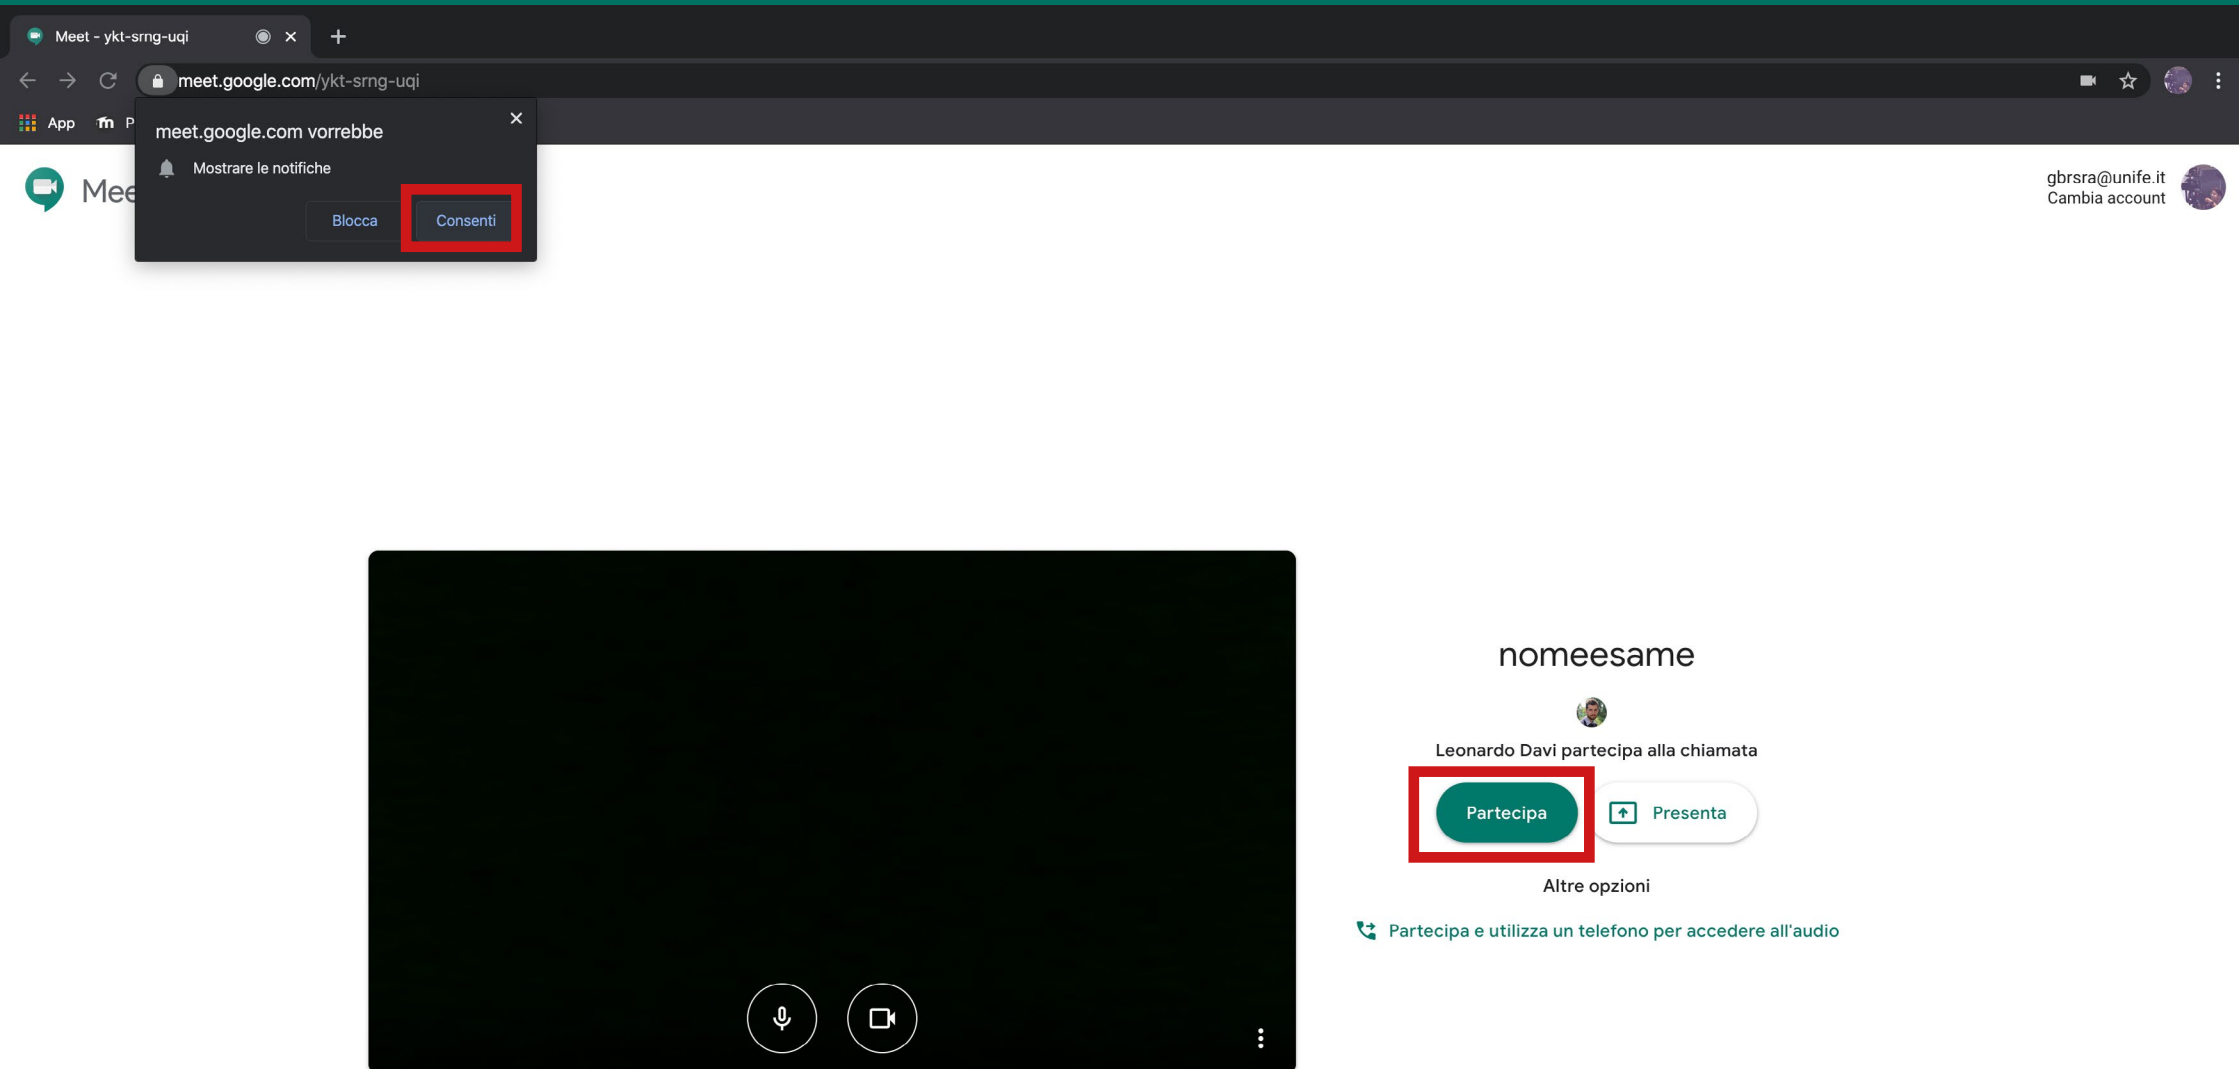 Meet - ykt-srng-uqi
meet.google.com/ykt-srng-uqi
App
P
meet.google.com vorrebbe
Mostrare le notifiche
Blocca
Consenti
Mee
gbrsra@unife.it
Cambia account
nomeesame
Leonardo Davi partecipa alla chiamata
Partecipa
Presenta
Altre opzioni
Partecipa e utilizza un telefono per accedere all'audio